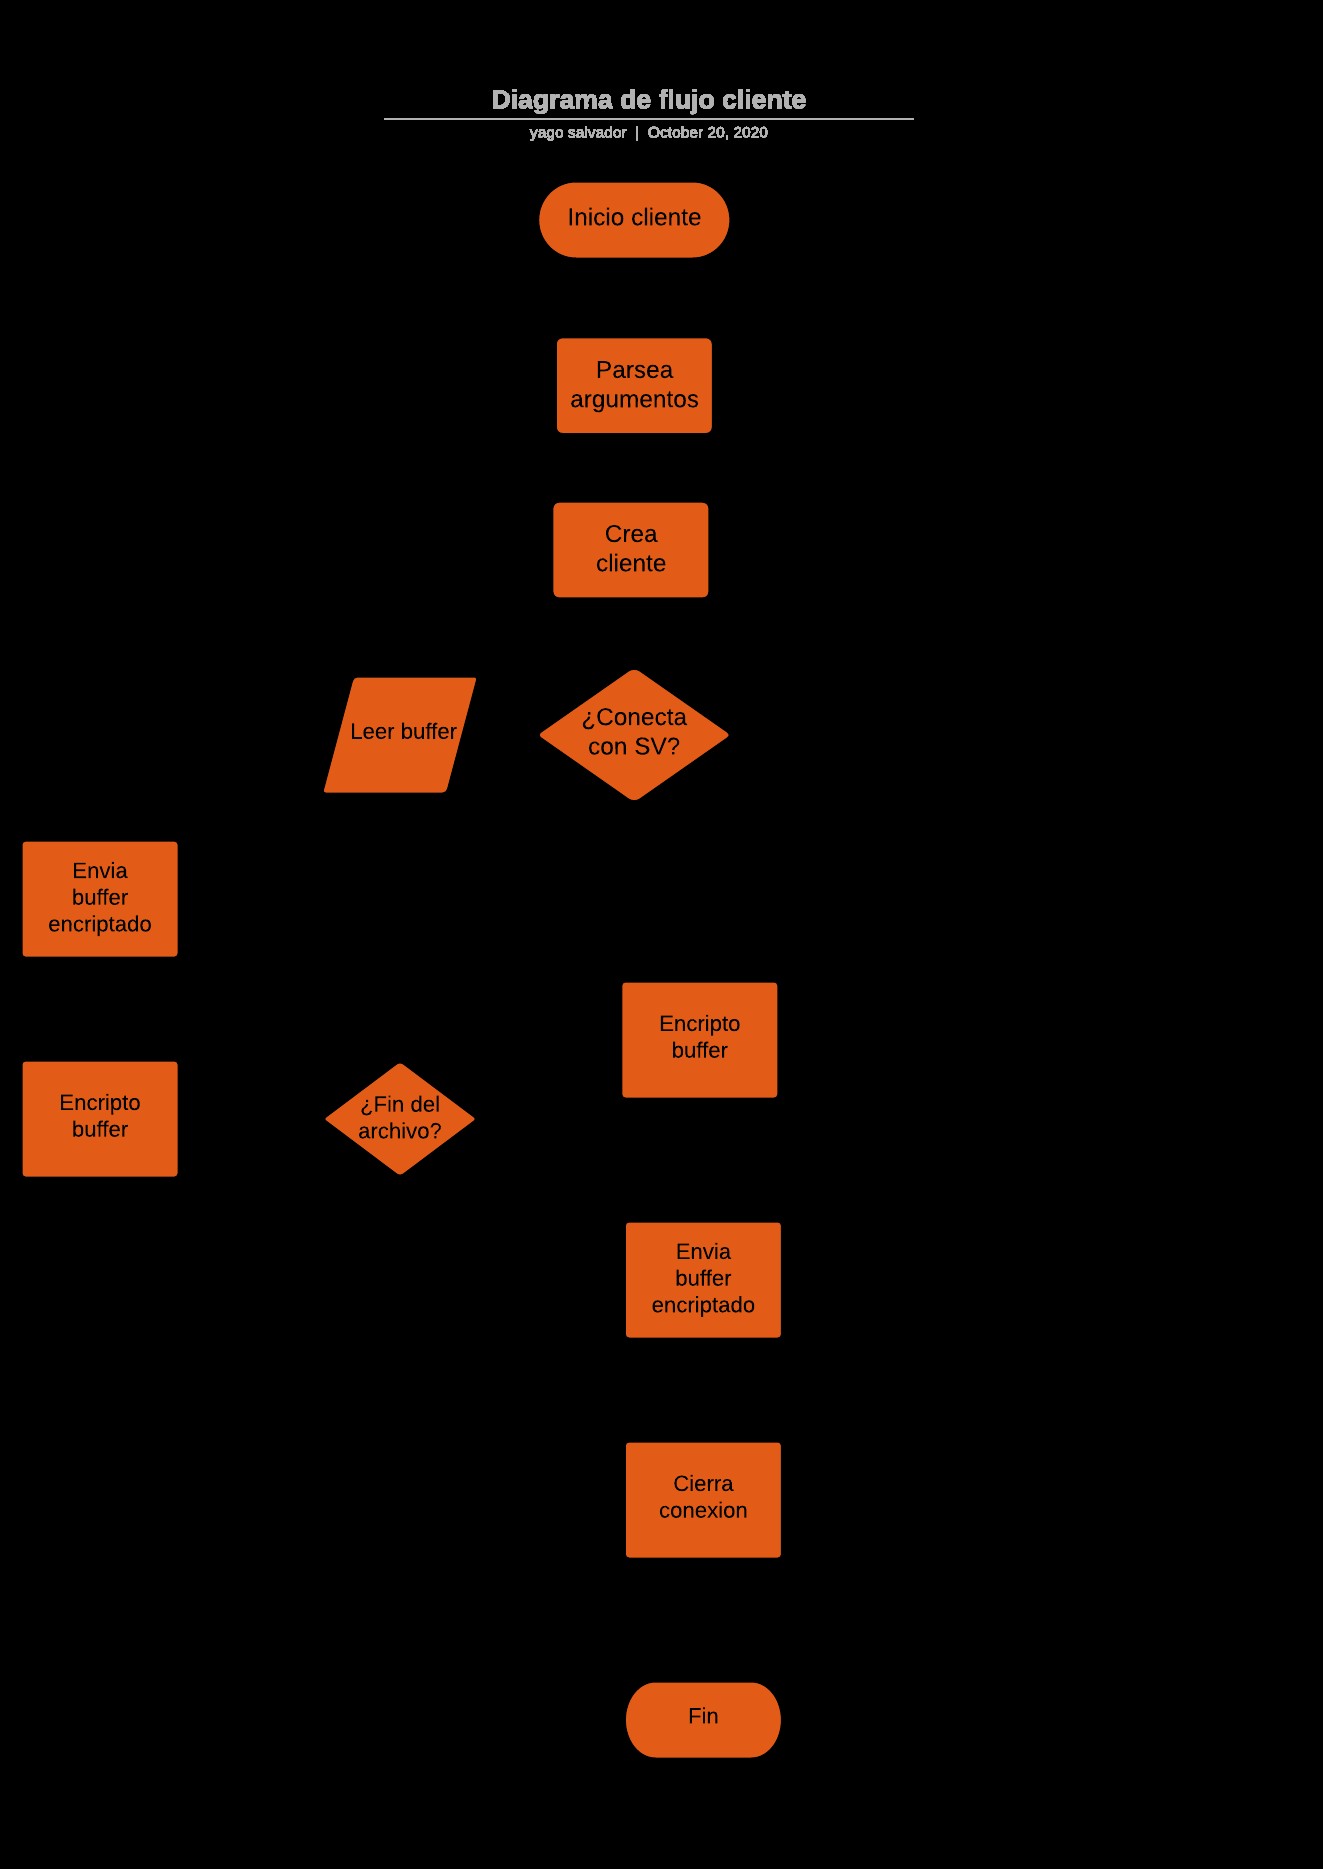 Diagrama de flujo cliente
yago salvador | October 20, 2020
Inicio cliente
Parsea
argumentos
Crea
cliente
Leer buffer
¿Conecta
con SV?
Envia
buffer
encriptado
Encripto
buffer
Encripto
buffer
¿Fin del
archivo?
Envia
buffer
encriptado
Cierra
conexion
Fin